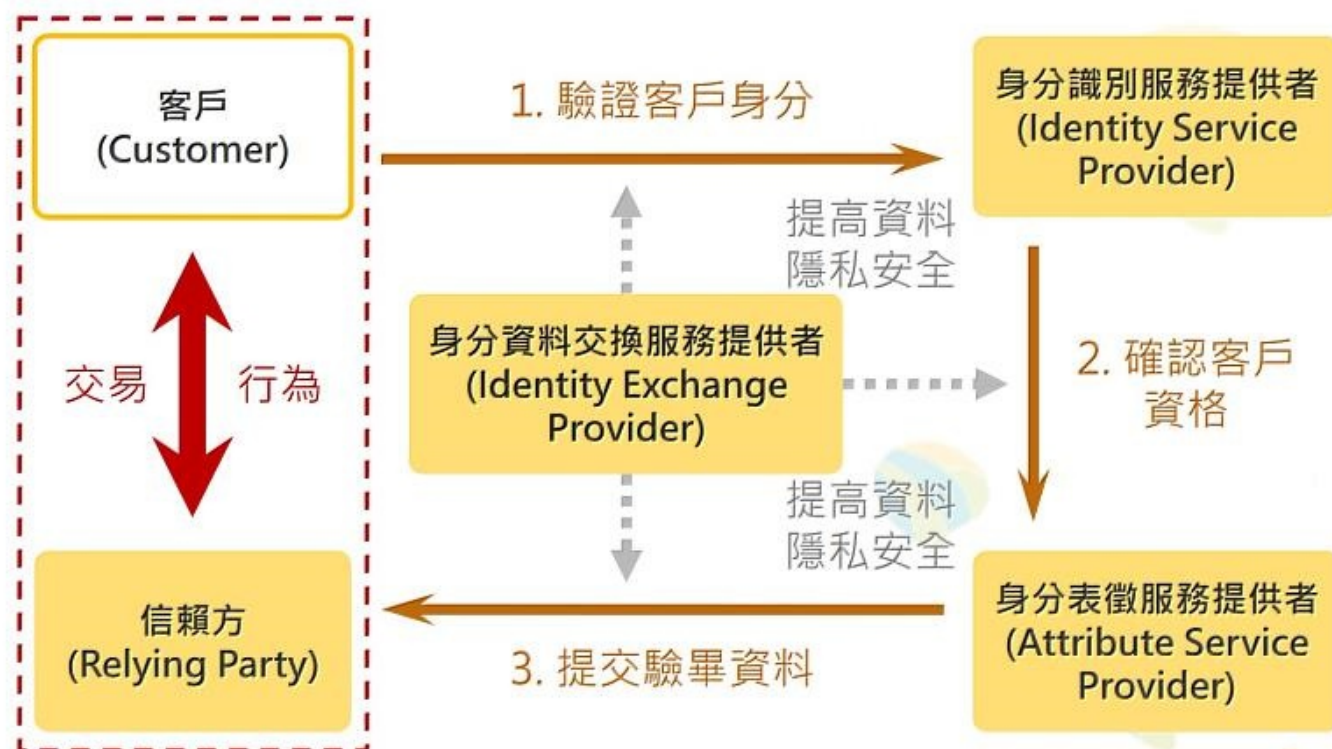 客戶
(Customer)
1. 驗證客戶身分
身分識別服務提供者
(Identity Service
Provider)
提高資料
隱私安全
身分資料交換服務提供者
(Identity Exchange
Provider)
交易 行為
2. 確認客戶
資格
提高資料
隱私安全
信賴方
(Relying Party)
3. 提交驗畢資料
身分表徵服務提供者
(Attribute Service
Provider)